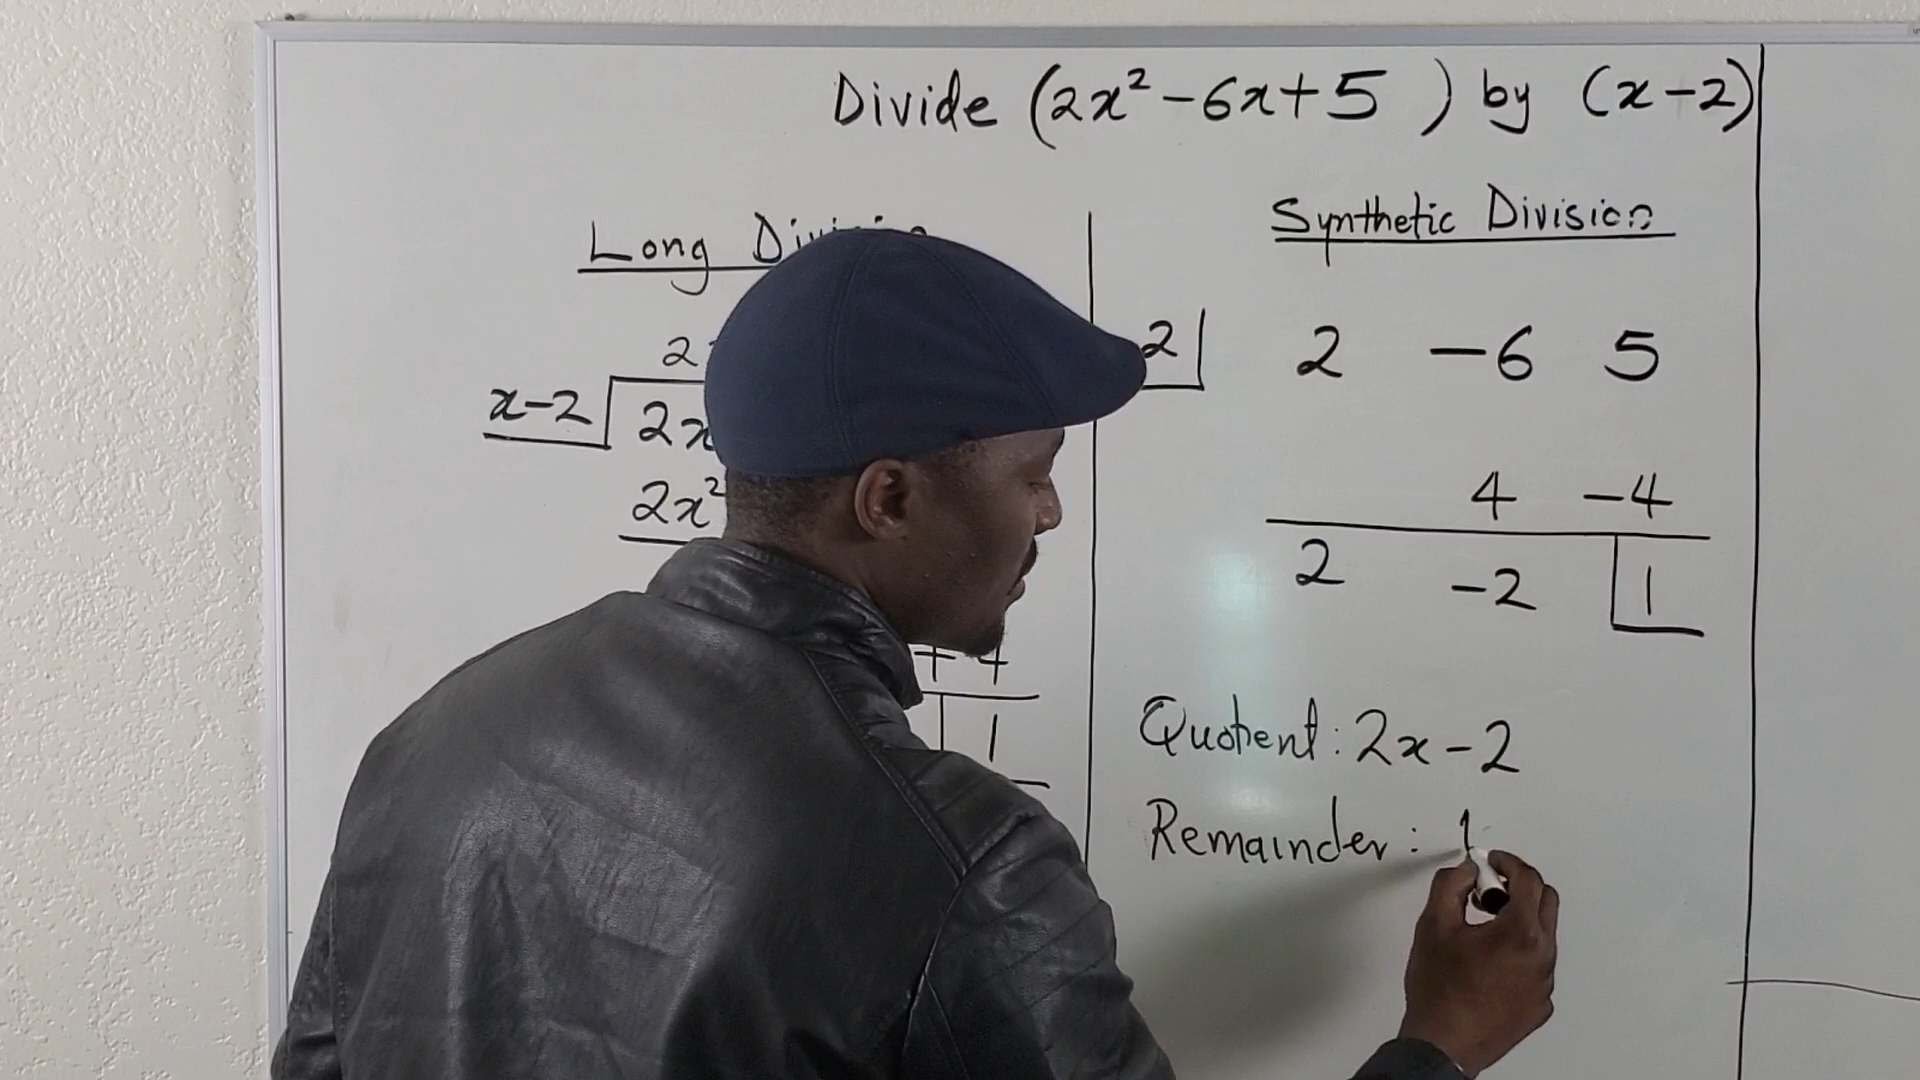 Divide (2x² - 6x + 5 ) by (x - 2)
Long
2
x-2 2x
2x²
+ 4
1
Synthetic Division
2 2 -6 5
4 -4
2 -2 1
Quotient: 2x - 2
Remainder: 1